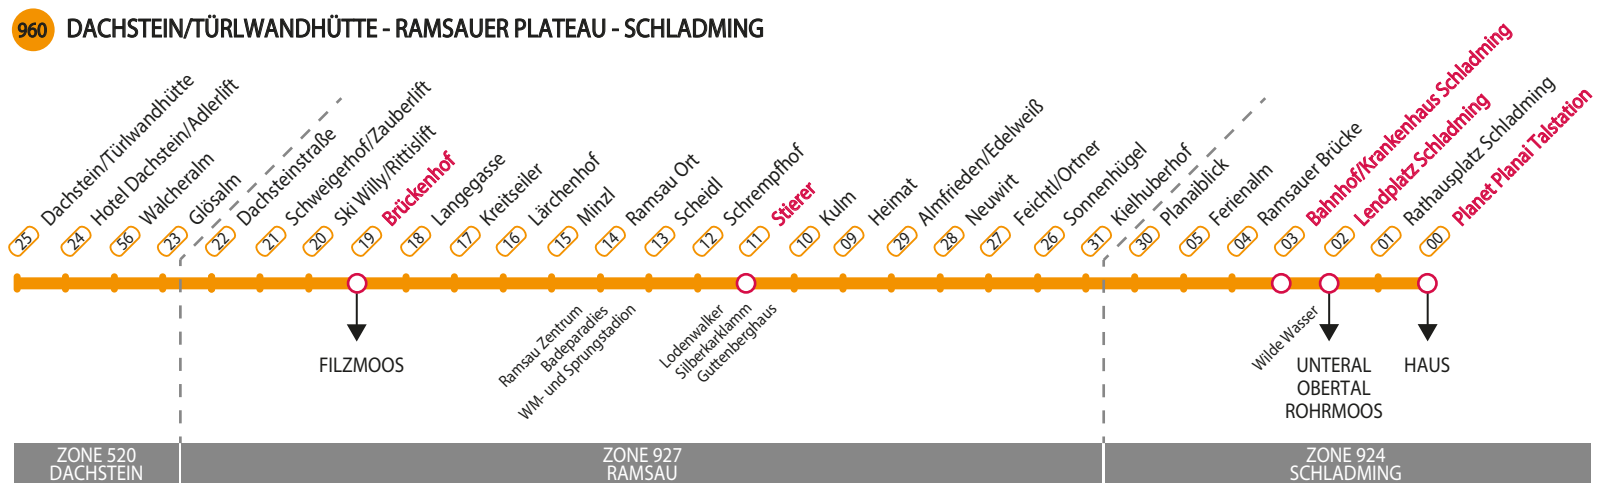 960 DACHSTEIN/TÜRLWANDHÜTTE - RAMSAUER PLATEAU - SCHLADMING
25 Dachstein/Türlwandhütte
24 Hotel Dachstein/Adlerlift
56 Walcheralm
23 Glösalm
22 Dachsteinstraße
21 Schweigerhof/Zauberlift
20 Ski Willy/Rittislift
19 Brückenhof
18 Langegasse
17 Kreitseiler
16 Lärchenhof
15 Minzl
14 Ramsau Ort
13 Scheidl
12 Schrempfhof
11 Stierer
10 Kulm
09 Heimat
29 Almfrieden/Edelweiß
28 Neuwirt
27 Feichtl/Ortner
26 Sonnenhügel
31 Kielhuberhof
30 Planaiblick
05 Ferienalm
04 Ramsauer Brücke
03 Bahnhof/Krankenhaus Schladming
02 Lendplatz Schladming
01 Rathausplatz Schladming
00 Planet Planai Talstation
FILZMOOS
Ramsau Zentrum
Badeparadies
WM- und Sprungstadion
Lodenwalker
Silberkarklamm
Guttenberghaus
Wilde Wasser
UNTERAL
OBERTAL
ROHRMOOS
HAUS
ZONE 520
DACHSTEIN
ZONE 927
RAMSAU
ZONE 924
SCHLADMING